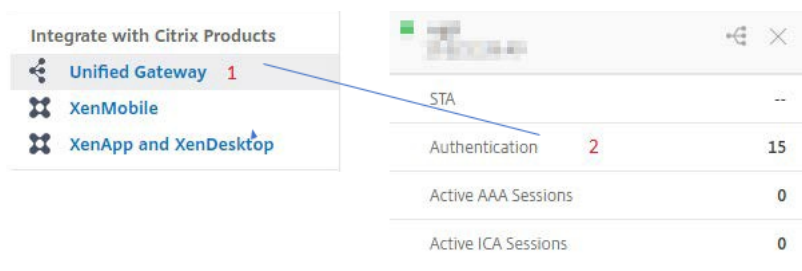 Integrate with Citrix Products
Unified Gateway 1
XenMobile
XenApp and XenDesktop
STA --
Authentication 2 15
Active AAA Sessions 0
Active ICA Sessions 0